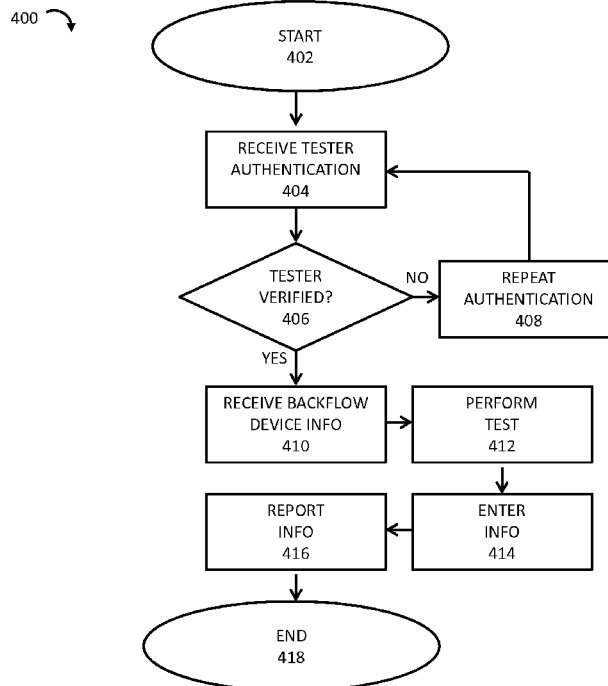 400
START
402
RECEIVE TESTER
AUTHENTICATION
404
TESTER
VERIFIED?
406
NO
REPEAT
AUTHENTICATION
408
YES
RECEIVE BACKFLOW
DEVICE INFO
410
PERFORM
TEST
412
ENTER
INFO
414
REPORT
INFO
416
END
418